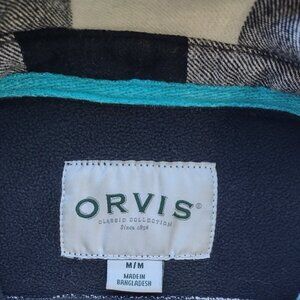 ORVIS®
CLASSIC COLLECTION
Since 1856
M/M
MADE IN
BANGLADESH